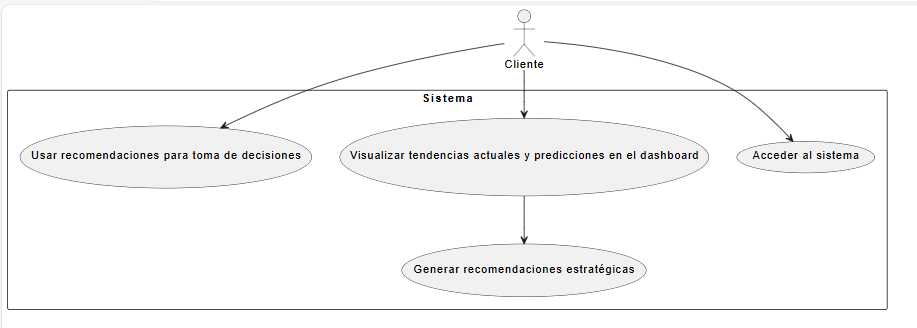 Cliente
Sistema
Usar recomendaciones para toma de decisiones
Visualizar tendencias actuales y predicciones en el dashboard
Acceder al sistema
Generar recomendaciones estratégicas